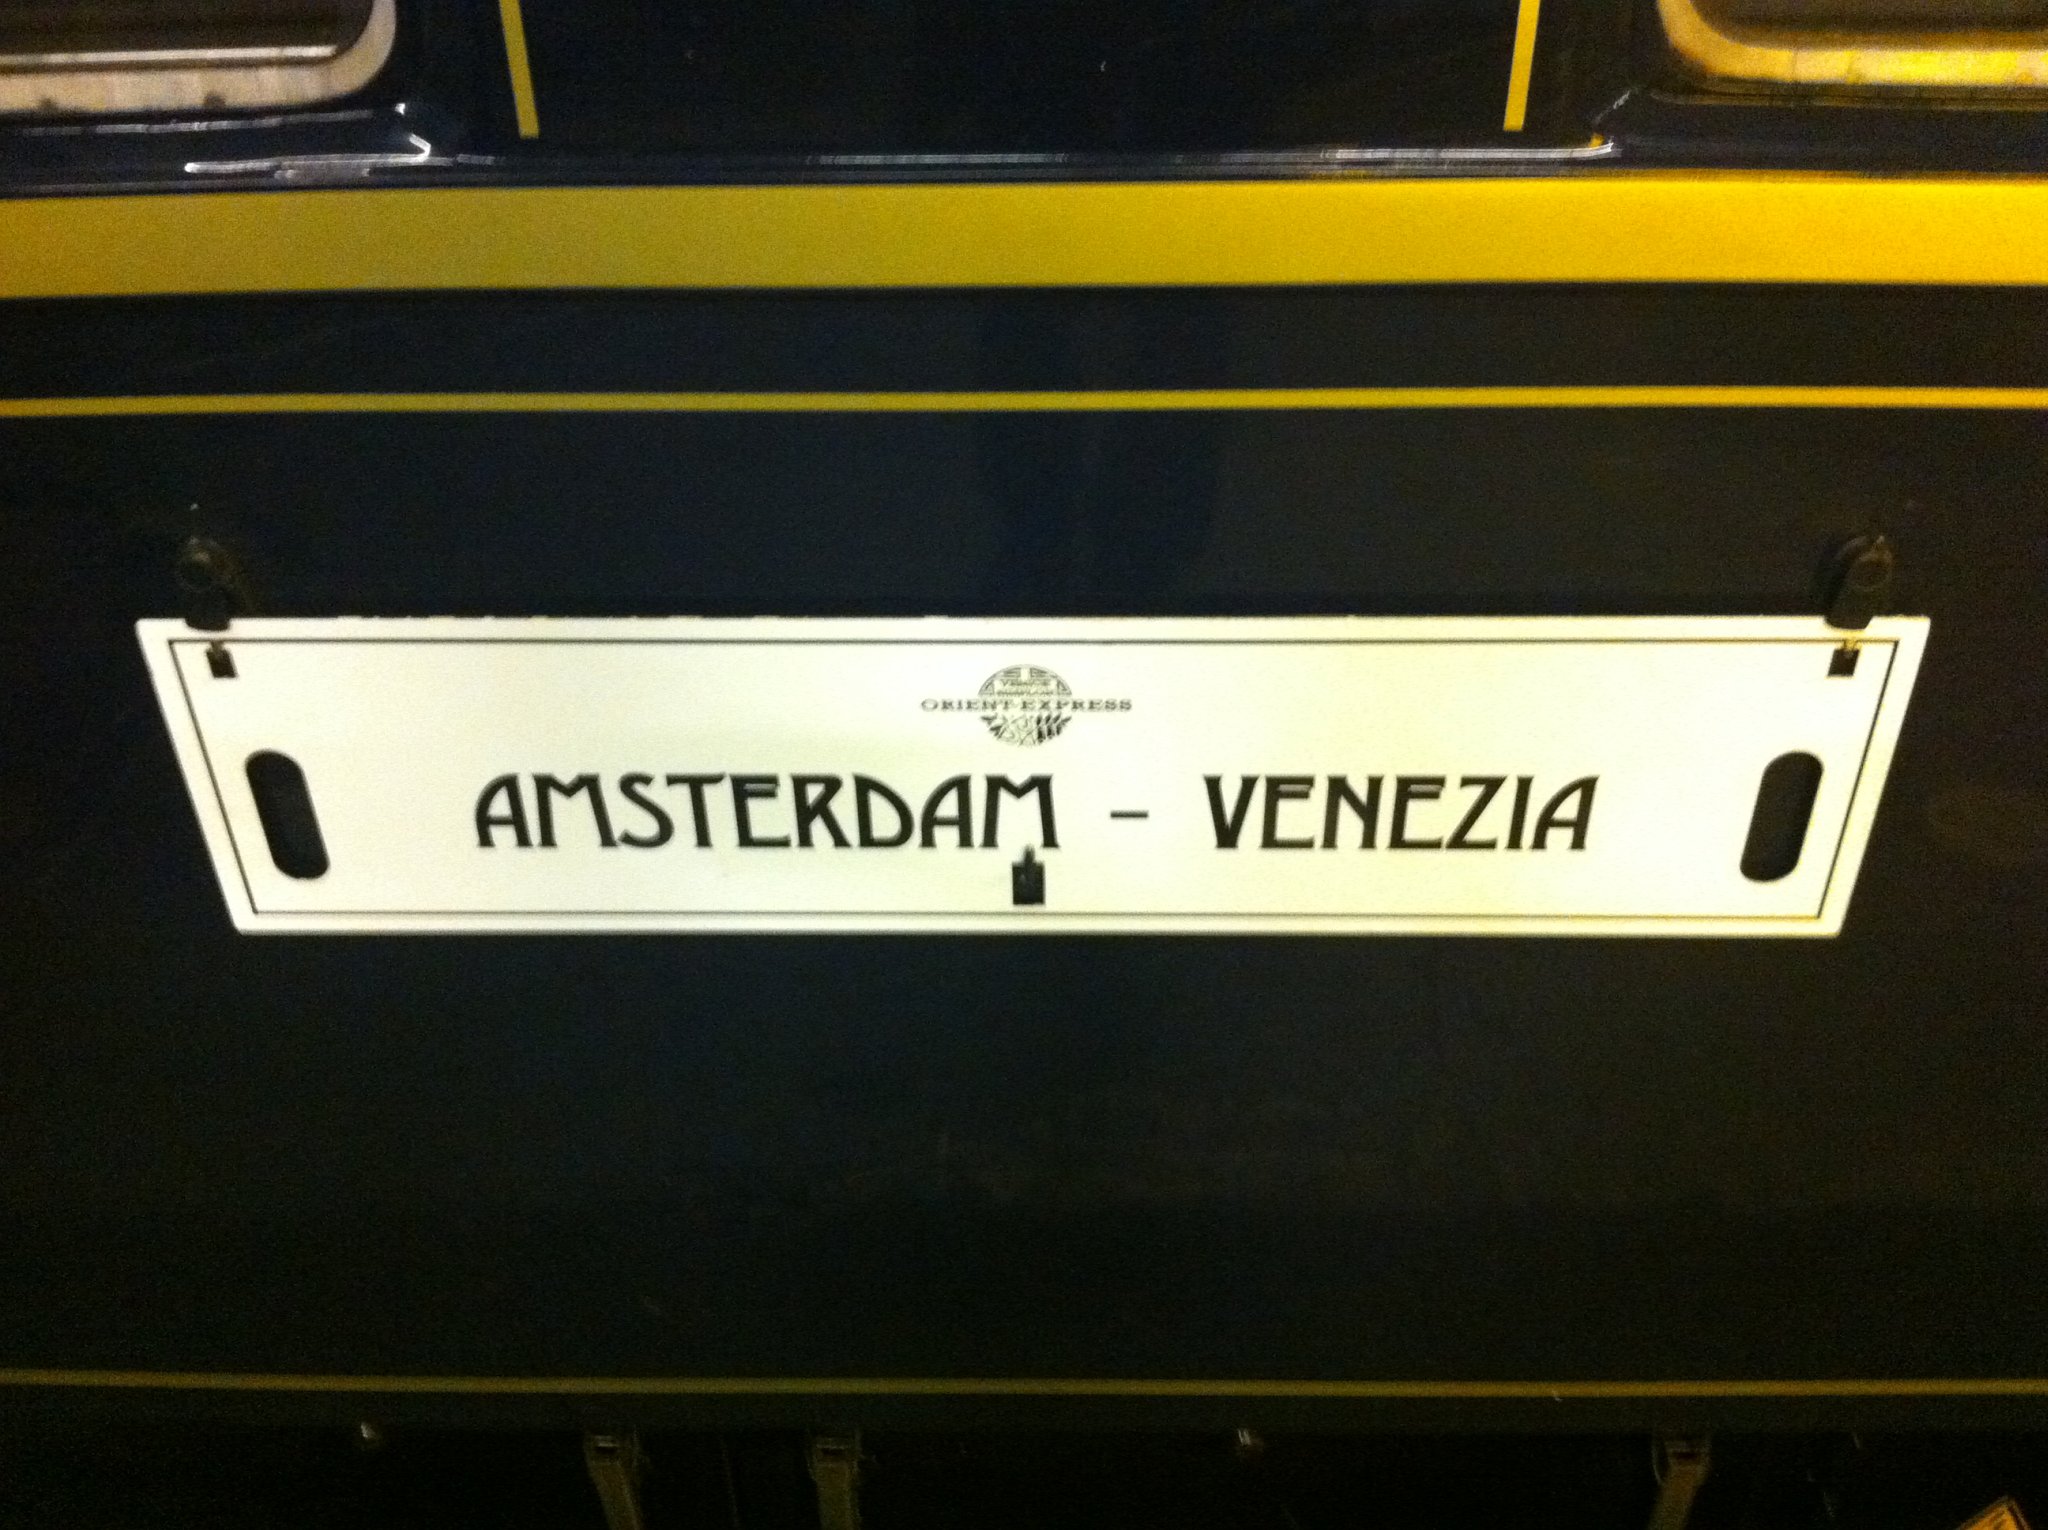 ORIENT-EXPRESS
AMSTERDAM – VENEZIA